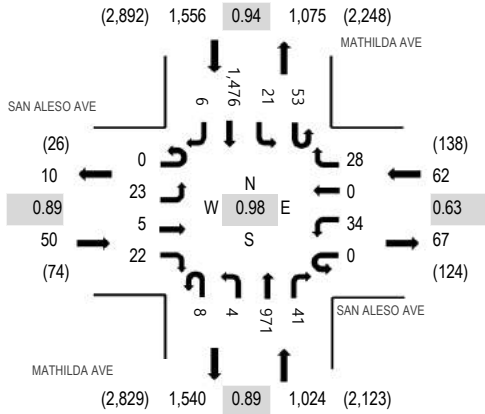 (2,892) 1,556 0.94 1,075 (2,248)
MATHILDA AVE
SAN ALESO AVE
6 1,476 21 53
(26) (138)
0 28
10 62
23 N 0
0.89 W 0.98 E 0.63
5 S 34
50 67
22 0
(74) (124)
8 4 971 41
SAN ALESO AVE
MATHILDA AVE
(2,829) 1,540 0.89 1,024 (2,123)